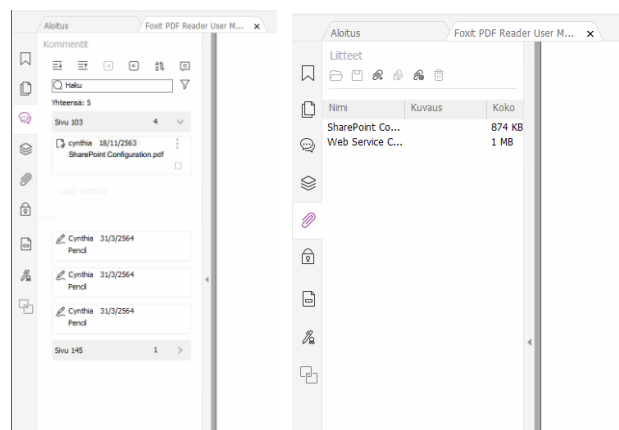 Aloitus
Foxit PDF Reader User M... x
Kommentit
Haku
Yhteensä: 5
Sivu 103 4
cynthia 18/11/2563
SharePoint Configuration.pdf
Cynthia 31/3/2564
Pencil
Cynthia 31/3/2564
Pencil
Cynthia 31/3/2564
Pencil
Sivu 145 1
Aloitus
Foxit PDF Reader User M... x
Liitteet
Nimi Kuvaus Koko
SharePoint Co... 874 KB
Web Service C... 1 MB